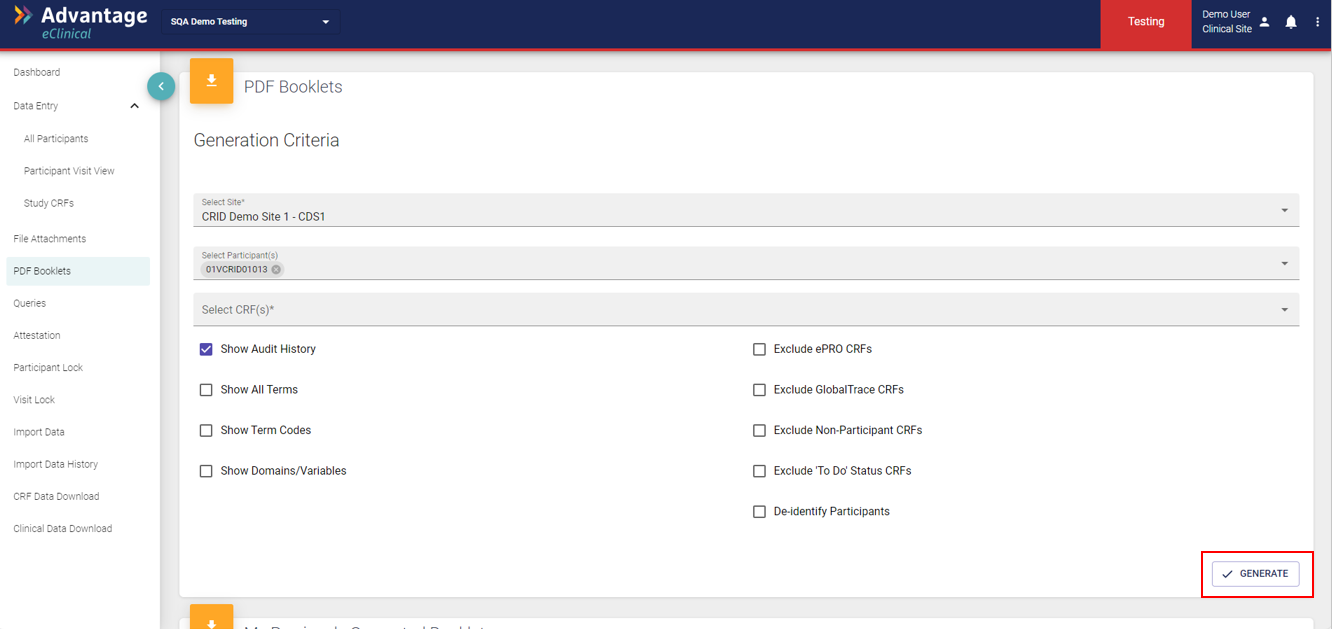 Advantage
eClinical
SQA Demo Testing
Testing
Demo User
Clinical Site
Dashboard
Data Entry
All Participants
Participant Visit View
Study CRFs
File Attachments
PDF Booklets
Queries
Attestation
Participant Lock
Visit Lock
Import Data
Import Data History
CRF Data Download
Clinical Data Download
PDF Booklets
Generation Criteria
Select Site*
CRID Demo Site 1 - CDS1
Select Participant(s)
01VCRID01013
Select CRF(s)*
Show Audit History
Exclude ePRO CRFs
Show All Terms
Exclude GlobalTrace CRFs
Show Term Codes
Exclude Non-Participant CRFs
Show Domains/Variables
Exclude 'To Do' Status CRFs
De-identify Participants
GENERATE